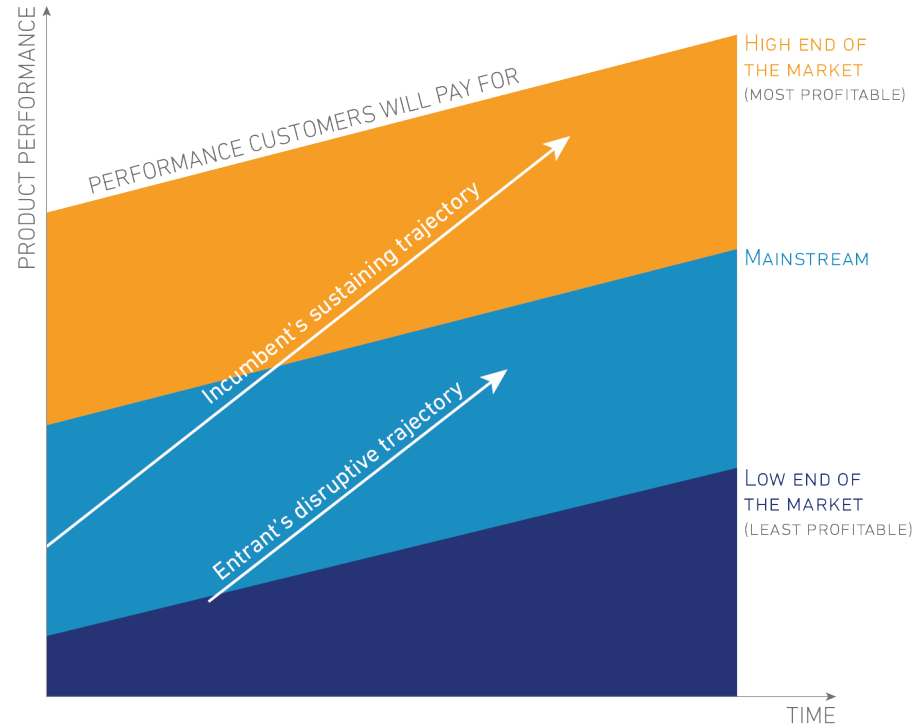 PRODUCT PERFORMANCE
PERFORMANCE CUSTOMERS WILL PAY FOR
Incumbent's sustaining trajectory
Entrant's disruptive trajectory
HIGH END OF
THE MARKET
(MOST PROFITABLE)
MAINSTREAM
LOW END OF
THE MARKET
(LEAST PROFITABLE)
TIME